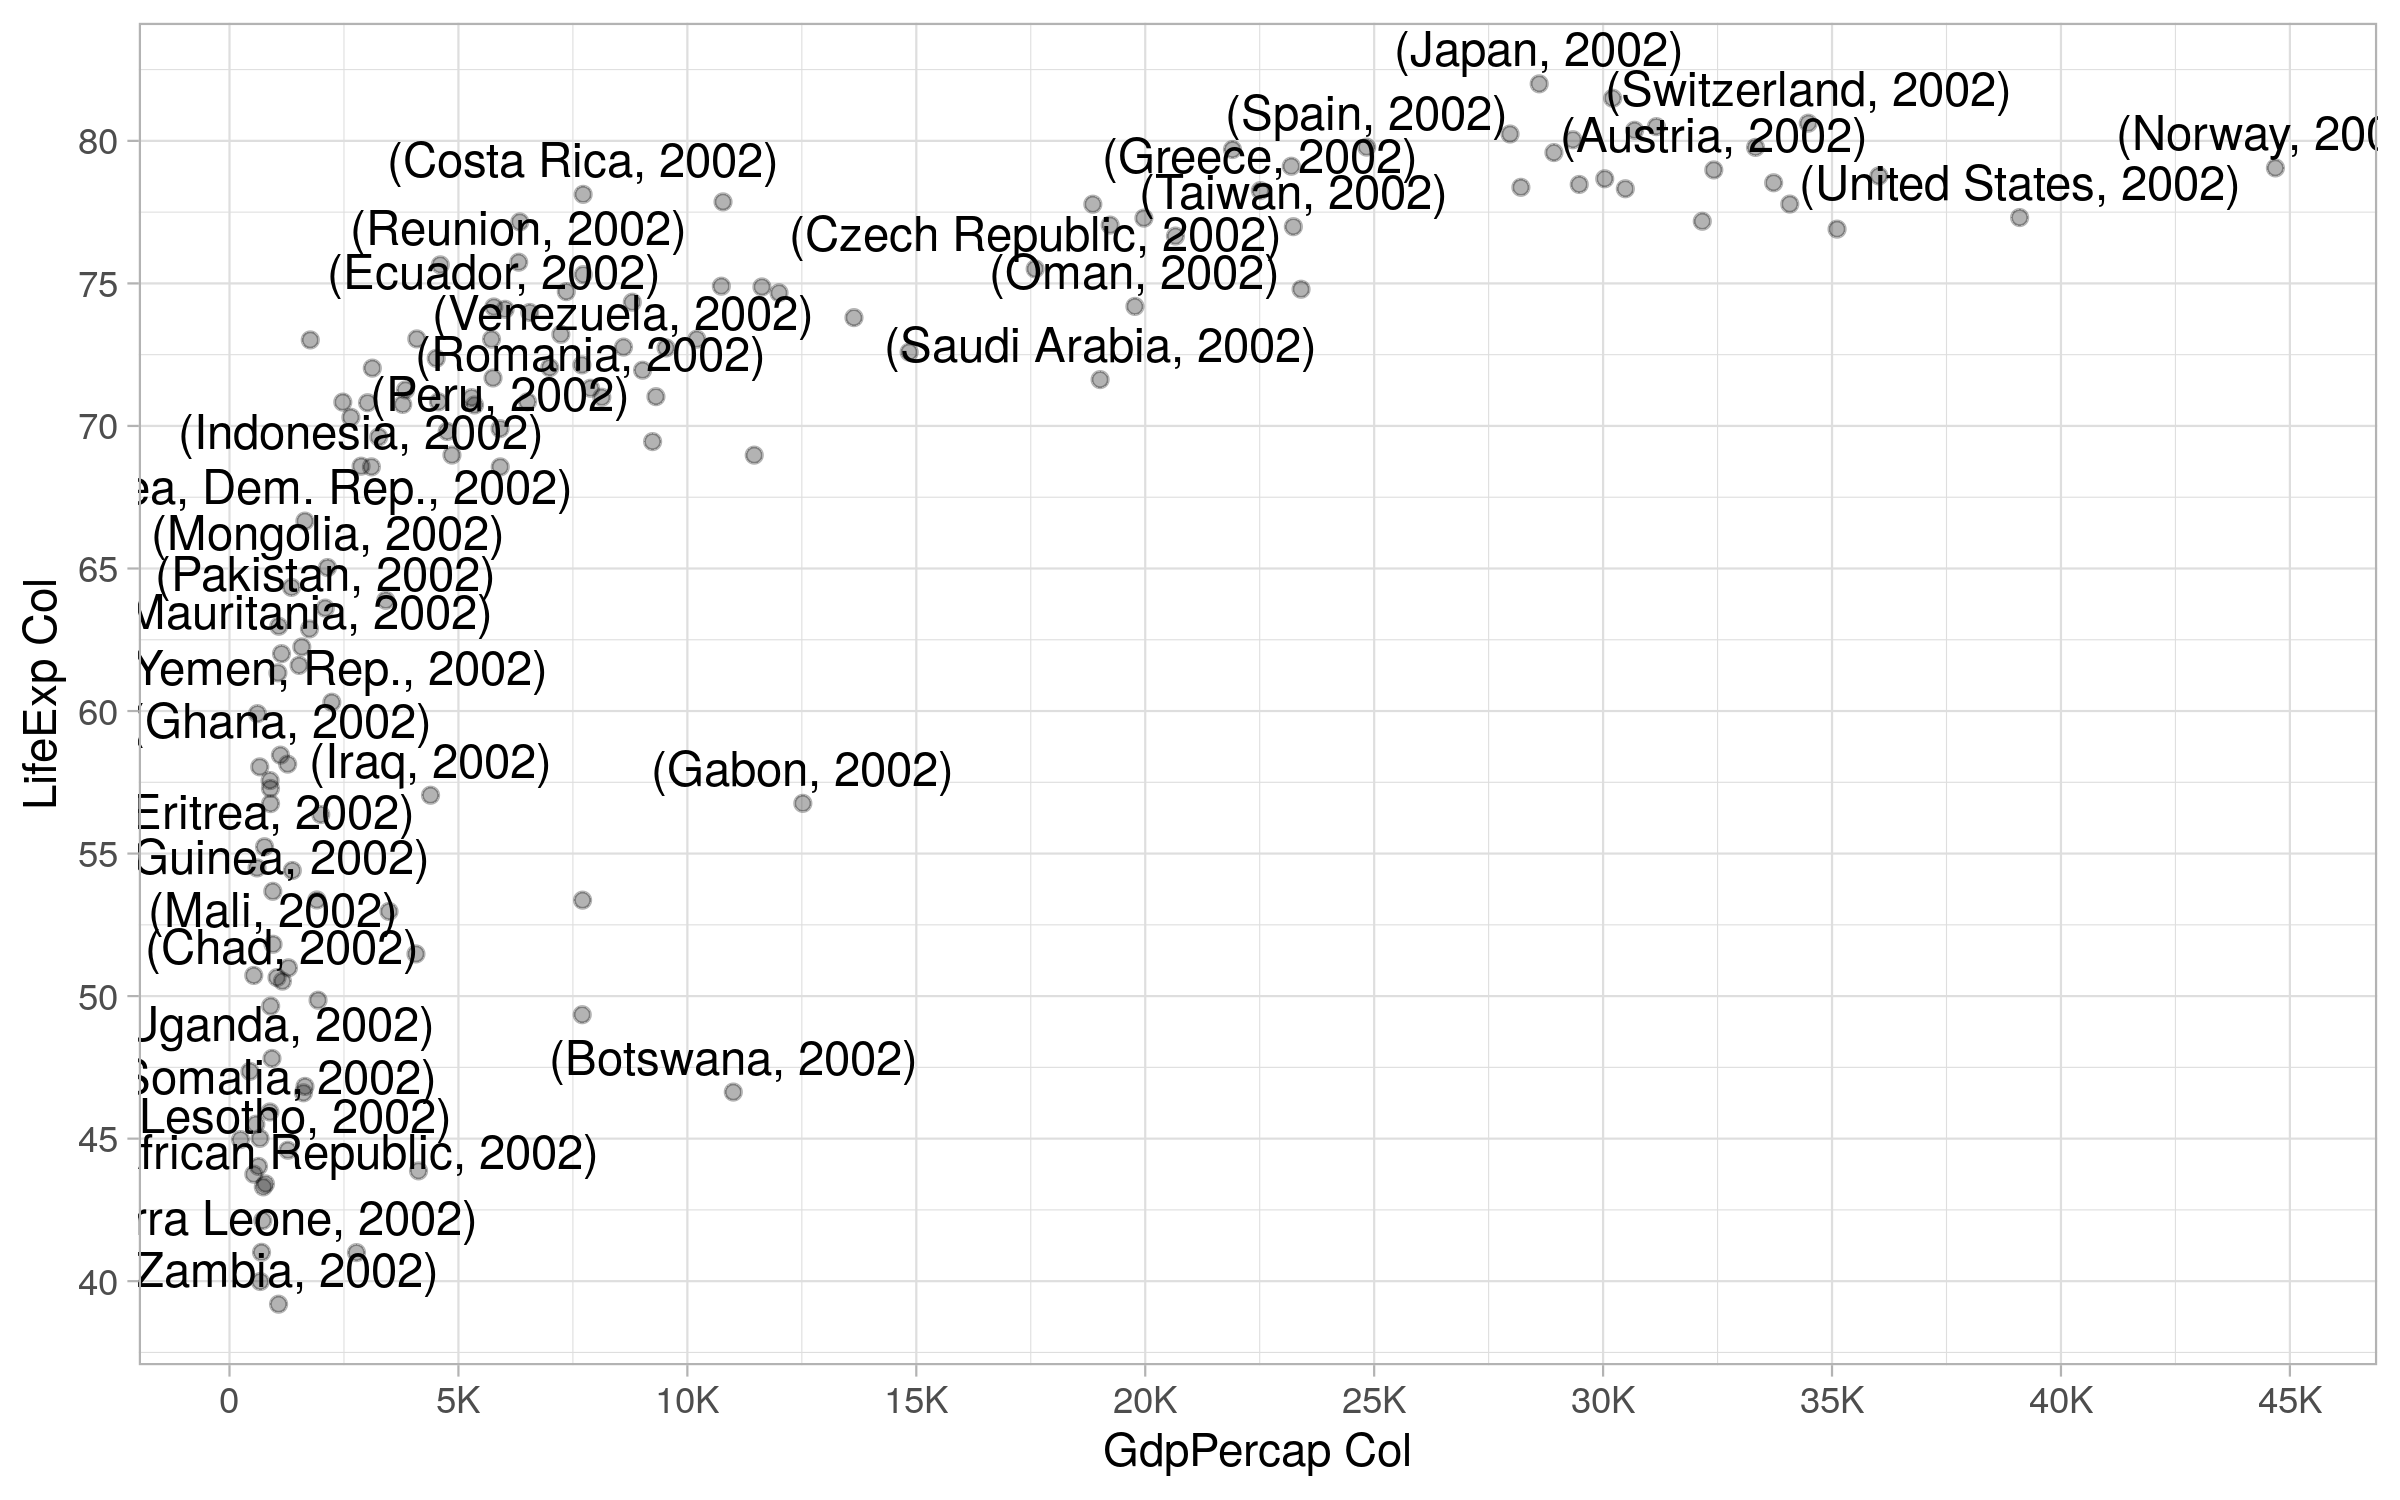 (Japan, 2002)
(Switzerland, 2002)
(Spain, 2002)
(Norway, 200
(Austria, 2002)
(Costa Rica, 2002)
(Greece, 2002)
(United States, 2002)
(Taiwan, 2002)
(Reunion, 2002)
(Czech Republic, 2002)
(Ecuador, 2002)
(Oman, 2002)
(Venezuela, 2002)
(Saudi Arabia, 2002)
(Romania, 2002)
(Peru, 2002)
(Indonesia, 2002)
ea, Dem. Rep., 2002)
(Mongolia, 2002)
(Pakistan, 2002)
Mauritania, 2002)
Yemen, Rep., 2002)
(Ghana, 2002)
(Iraq, 2002)
(Gabon, 2002)
Eritrea, 2002)
Guinea, 2002)
(Mali, 2002)
(Chad, 2002)
Uganda, 2002)
(Botswana, 2002)
Somalia, 2002)
Lesotho, 2002)
frican Republic, 2002)
rra Leone, 2002)
Zambia, 2002)
80
75
70
65
60
55
50
45
40
LifeExp Col
0 5K 10K 15K 20K 25K 30K 35K 40K 45K
GdpPercap Col